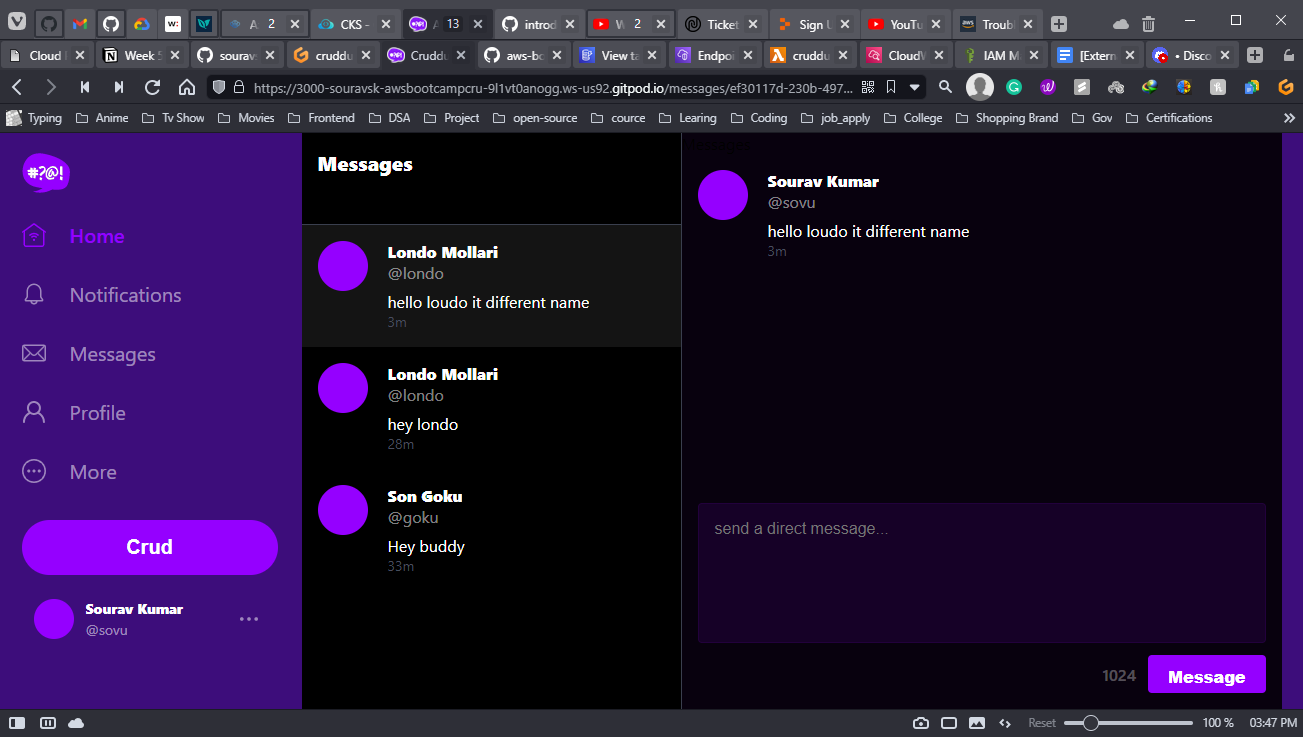 A 2
CKS -
A 13
introd
W 2
Ticket
Sign U
YouTu
Troubl
Cloud I
Week S
sourav
cruddu
Cruddu
aws-bo
View ta
Endpoi
cruddu
CloudW
IAM M
[Extern
• Disco
https://3000-souravsk-awsbootcampcru-9l1vt0anogg.ws-us92.gitpod.io/messages/ef30117d-230b-497...
Typing
Anime
Tv Show
Movies
Frontend
DSA
Project
open-source
cource
Learing
Coding
job_apply
College
Shopping Brand
Gov
Certifications
#?@!
Home
Notifications
Messages
Profile
More
Crud
Sourav Kumar
@sovu
Messages
Londo Mollari
@londo
hello loudo it different name
3m
Londo Mollari
@londo
hey londo
28m
Son Goku
@goku
Hey buddy
33m
Messages
Sourav Kumar
@sovu
hello loudo it different name
3m
send a direct message...
1024
Message
Reset
100 %
03:47 PM